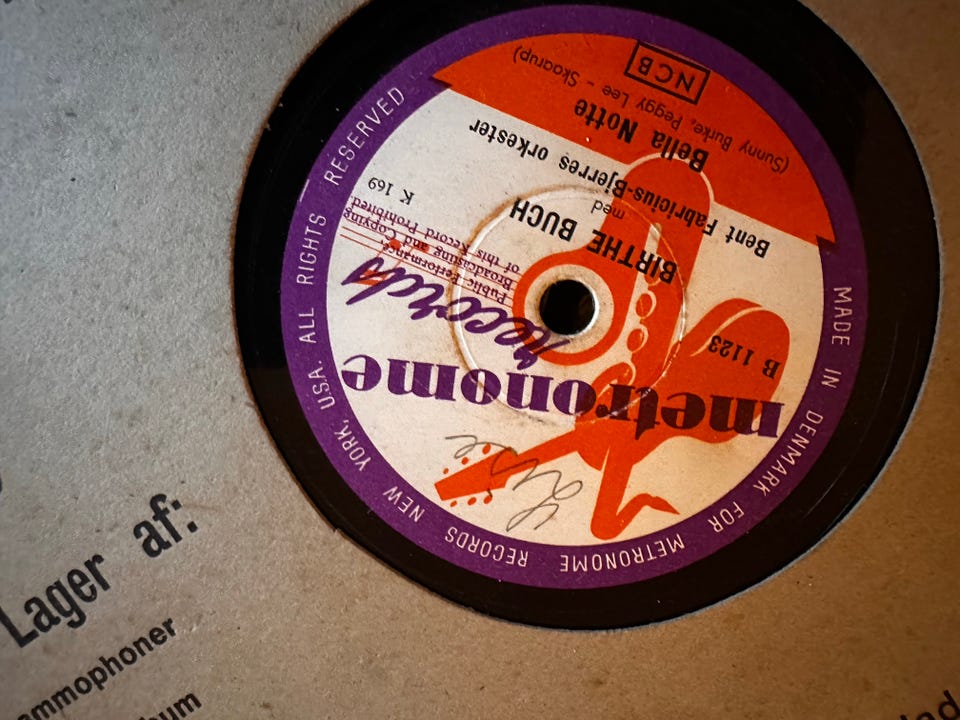 metronome
records
Lise
B 1123
K 169
Public Performance,
Broadcasting and Copying
of this Record Prohibited.
BIRTHE BUCH
med
Bent Fabricius-Bjerres orkester
Bella Notte
(Sunny Burke, Peggy Lee - Skaarup)
NCB
MADE IN DENMARK FOR METRONOME RECORDS NEW YORK, U.S.A. ALL RIGHTS RESERVED
Lager af: